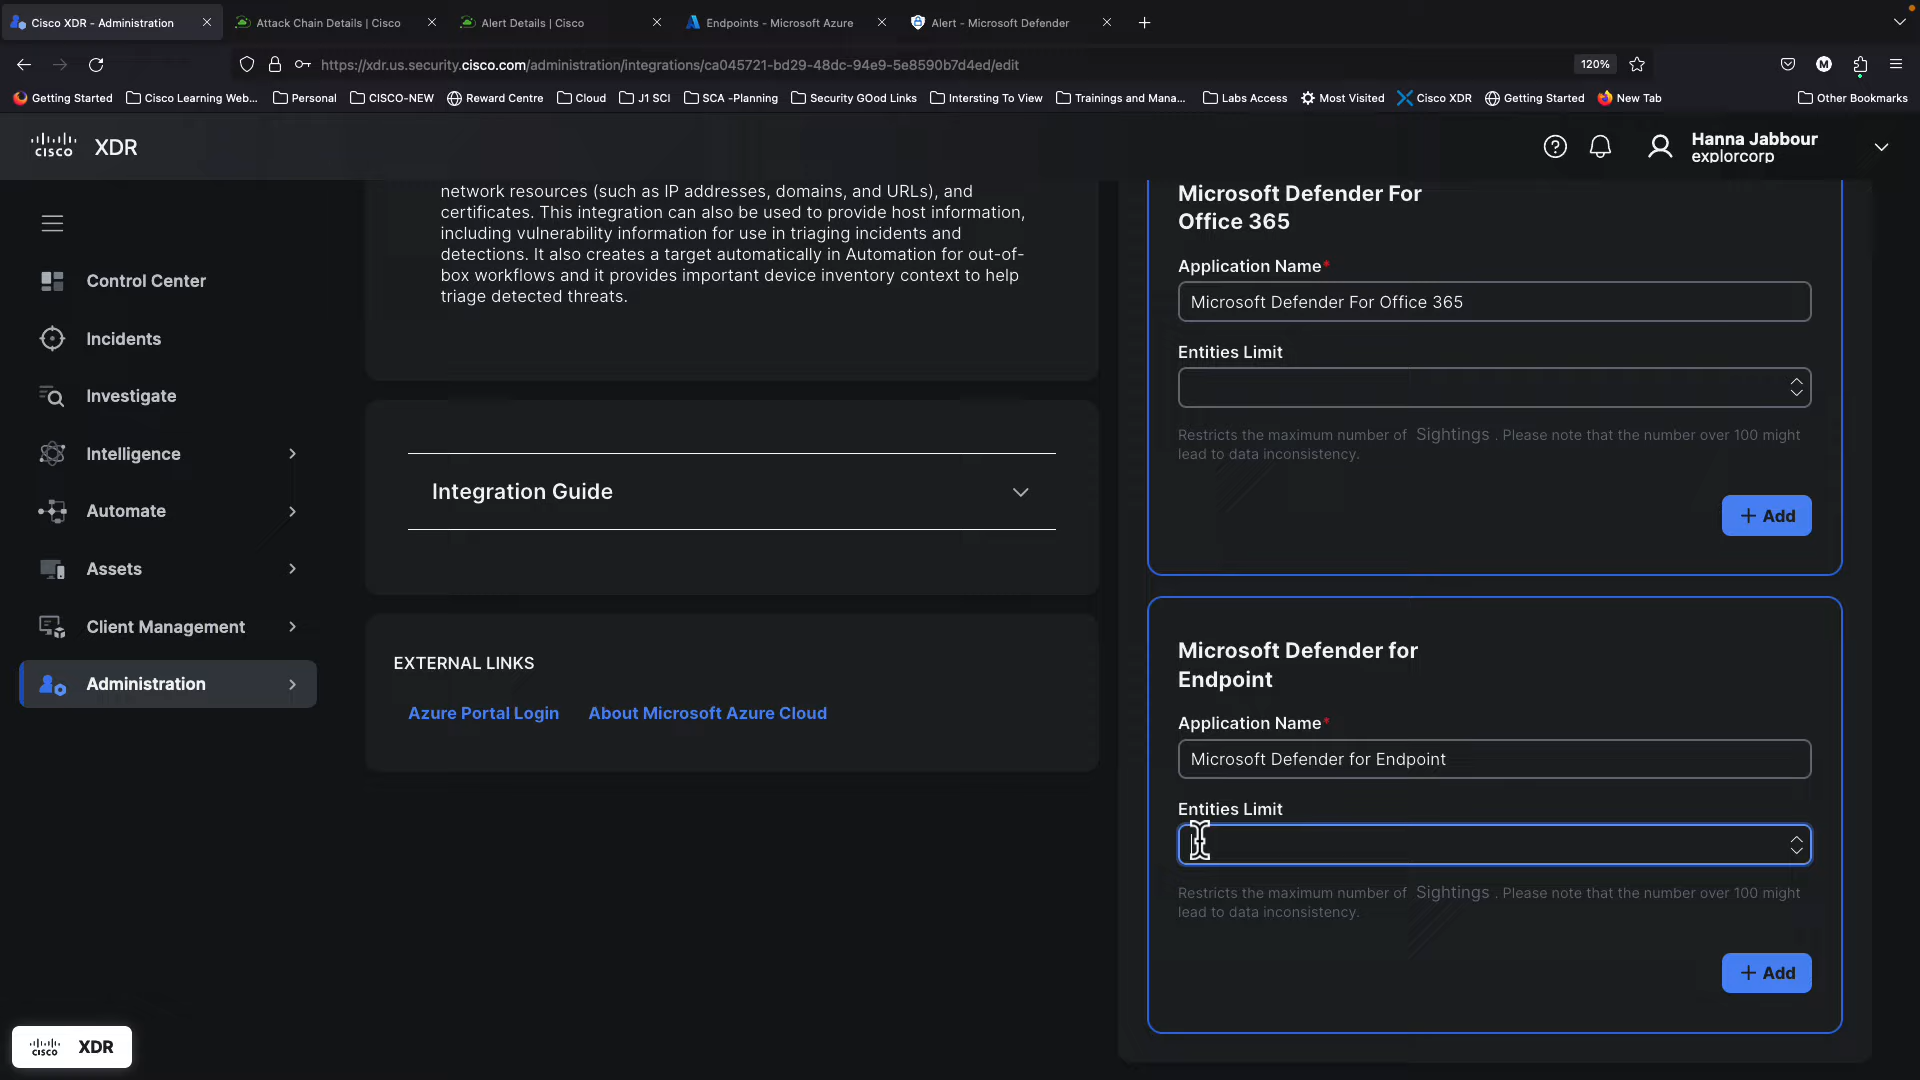 Cisco XDR - Administration
Attack Chain Details | Cisco
Alert Details | Cisco
Endpoints - Microsoft Azure
Alert - Microsoft Defender
https://xdr.us.security.cisco.com/administration/integrations/ca045721-bd29-48dc-94e9-5e8590b7d4ed/edit
120%
M
Getting Started
Cisco Learning Web...
Personal
CISCO-NEW
Reward Centre
Cloud
J1 SCI
SCA -Planning
Security GOod Links
Intersting To View
Trainings and Mana...
Labs Access
Most Visited
Cisco XDR
Getting Started
New Tab
Other Bookmarks
CISCO
XDR
Hanna Jabbour
explorcorp
Control Center
Incidents
Investigate
Intelligence
Automate
Assets
Client Management
Administration
network resources (such as IP addresses, domains, and URLs), and
certificates. This integration can also be used to provide host information,
including vulnerability information for use in triaging incidents and
detections. It also creates a target automatically in Automation for out-of-
box workflows and it provides important device inventory context to help
triage detected threats.
Integration Guide
EXTERNAL LINKS
Azure Portal Login
About Microsoft Azure Cloud
Microsoft Defender For
Office 365
Application Name*
Microsoft Defender For Office 365
Entities Limit
Restricts the maximum number of Sightings . Please note that the number over 100 might
lead to data inconsistency.
+ Add
Microsoft Defender for
Endpoint
Application Name*
Microsoft Defender for Endpoint
Entities Limit
Restricts the maximum number of Sightings . Please note that the number over 100 might
lead to data inconsistency.
+ Add
CISCO
XDR